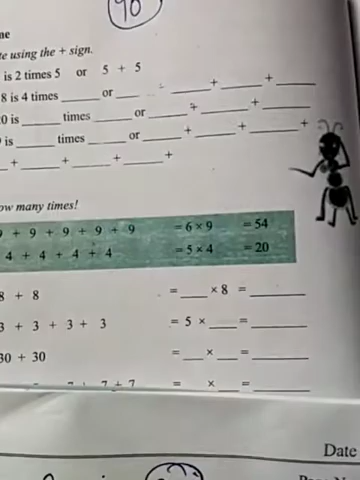 90
ne
te using the + sign.
is 2 times 5 or 5 + 5
8 is 4 times ______ or ____ + ______ + ______ + ______
20 is ______ times ______ or ______ + ______ + ______
is ______ times ______ or ______ + ______ + ______ +
+ ______ + ______ + ______ +
ow many times!
9 + 9 + 9 + 9 + 9 = 6 × 9 = 54
4 + 4 + 4 + 4 = 5 × 4 = 20
8 + 8 = ____ × 8 = ________
3 + 3 + 3 + 3 = 5 × ____ = ________
30 + 30 = ___ × ___ = ________
7 + 7 + 7 = ___ × ___ = ________
Date